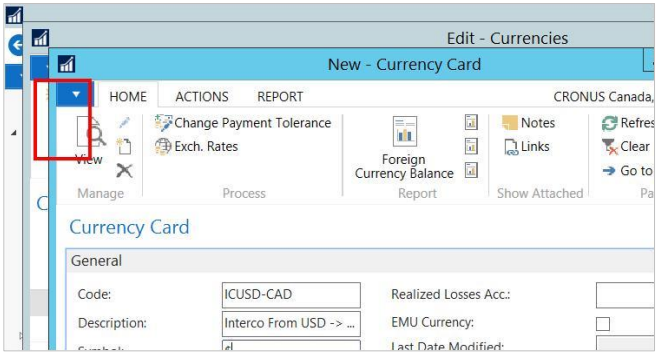 Edit - Currencies
New - Currency Card
HOME ACTIONS REPORT CRONUS Canada,
View
Change Payment Tolerance
Exch. Rates
Foreign
Currency Balance
Notes
Links
Clear
Go to
Manage Process Report Show Attached
Currency Card
General
Code: ICUSD-CAD Realized Losses Acc.:
Description: Interco From USD -> ... EMU Currency:
Last Date Modified: